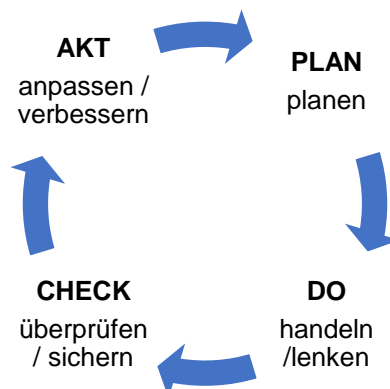 AKT
anpassen /
verbessern
PLAN
planen
DO
handeln
/lenken
CHECK
überprüfen
/ sichern